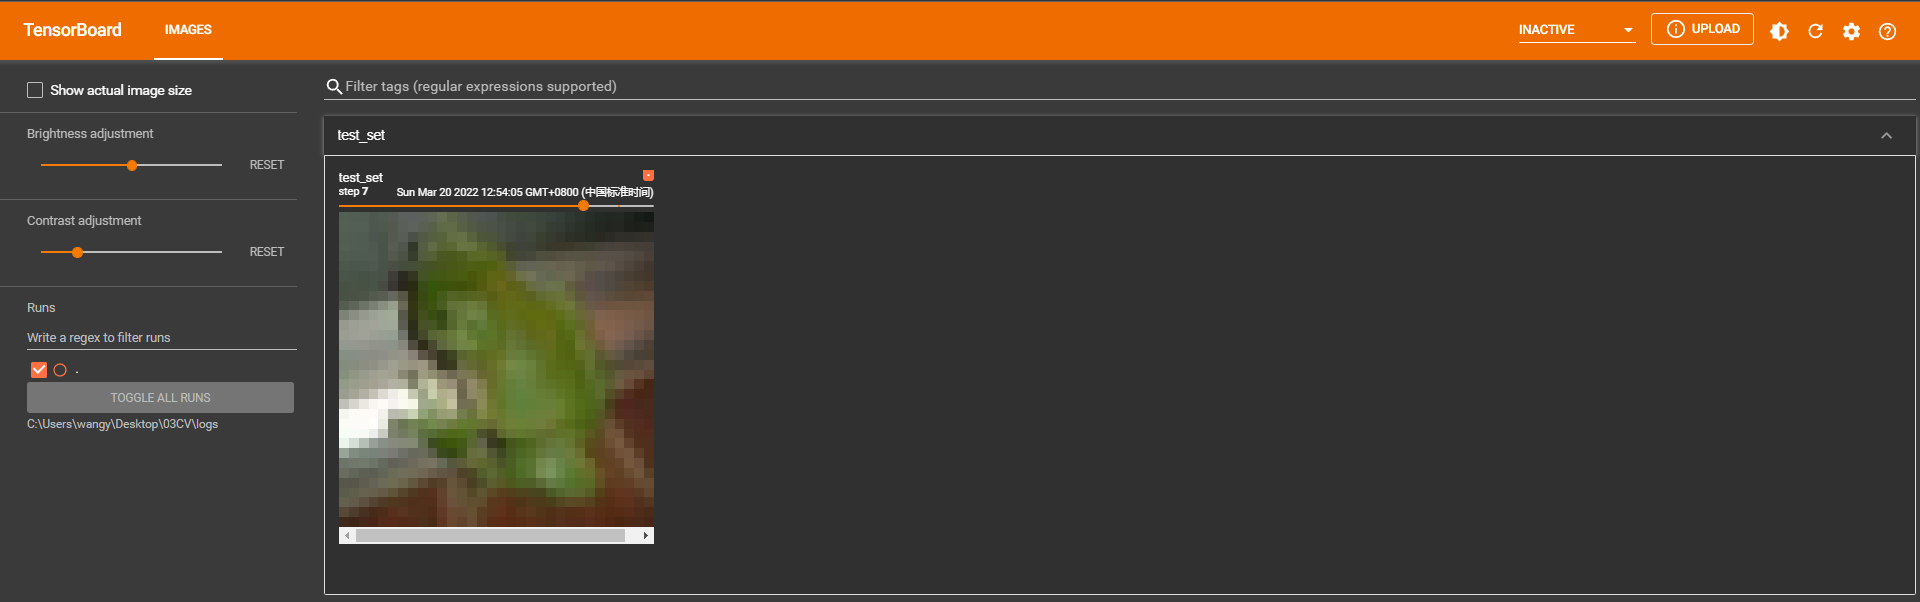 TensorBoard
IMAGES
INACTIVE
UPLOAD
Show actual image size
Filter tags (regular expressions supported)
Brightness adjustment
RESET
Contrast adjustment
RESET
Runs
Write a regex to filter runs
.
TOGGLE ALL RUNS
C:\Users\wangy\Desktop\03CV\logs
test_set
test_set
step 7 Sun Mar 20 2022 12:54:05 GMT+0800 (中国标准时间)